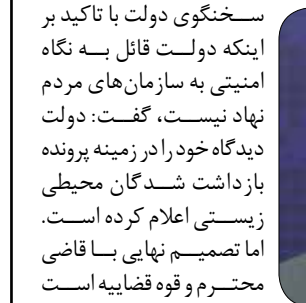 سخنگوی دولت با تاکید بر
اینکه دولت قائل به نگاه
امنیتی به سازمان‌های مردم
نهاد نیست، گفت: دولت
دیدگاه خود را در زمینه پرونده
بازداشت شدگان محیطی
زیستی اعلام کرده است.
اما تصمیم نهایی با قاضی
محترم و قوه قضاییه است